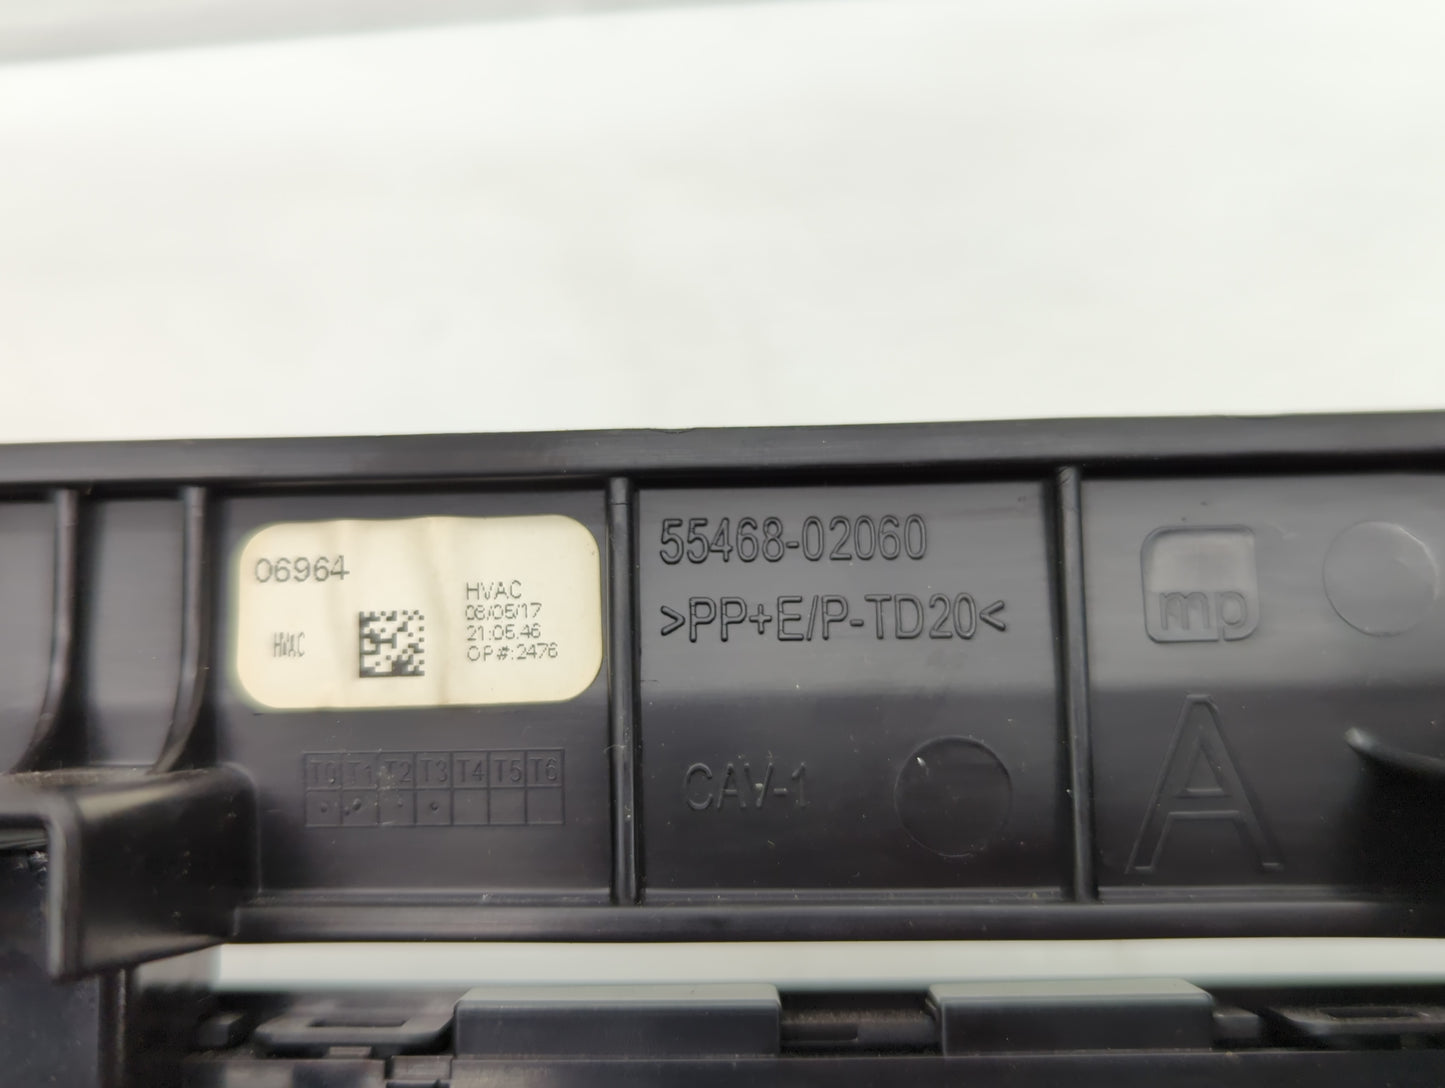 06964
HVAC
HVAC
08/05/17
21:05:46
OP#:2476
55468-02060
>PP+E/P-TD20<
mp
T0 T1 T2 T3 T4 T5 T6
CAV-1
A